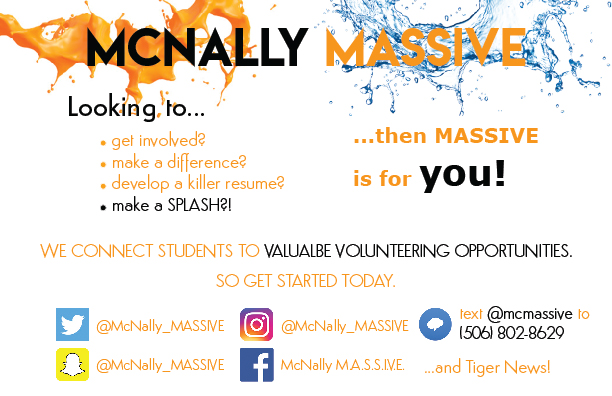 MCNALLY MASSIVE
Looking to...
• get involved?
• make a difference?
• develop a killer resume?
• make a SPLASH?!
...then MASSIVE
is for you!
WE CONNECT STUDENTS TO VALUALBE VOLUNTEERING OPPORTUNITIES.
SO GET STARTED TODAY.
@McNally_MASSIVE
@McNally_MASSIVE
text @mcmassive to
(506) 802-8629
@McNally_MASSIVE
McNally M.A.S.S.I.V.E.
...and Tiger News!